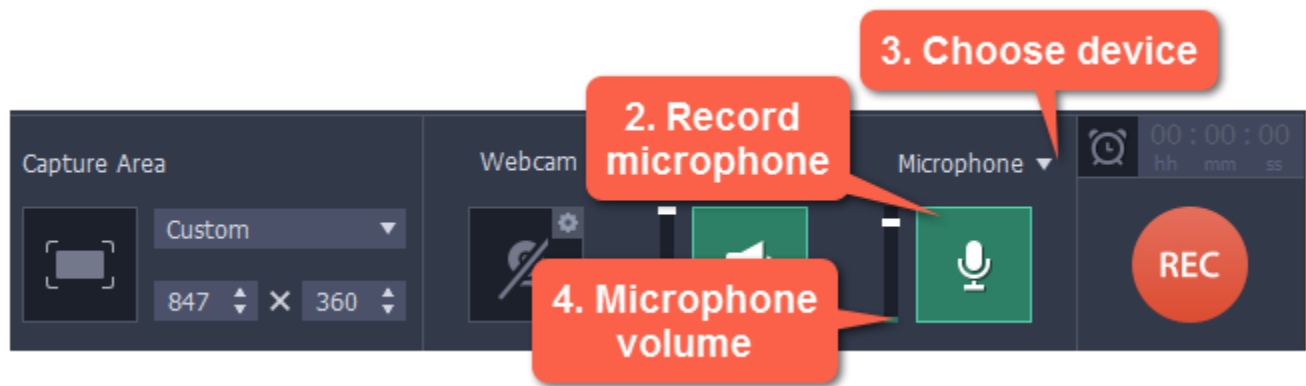 3. Choose device
2. Record
microphone
Capture Area
Webcam
Microphone
00 : 00 : 00
hh mm ss
Custom
847 × 360
REC
4. Microphone
volume